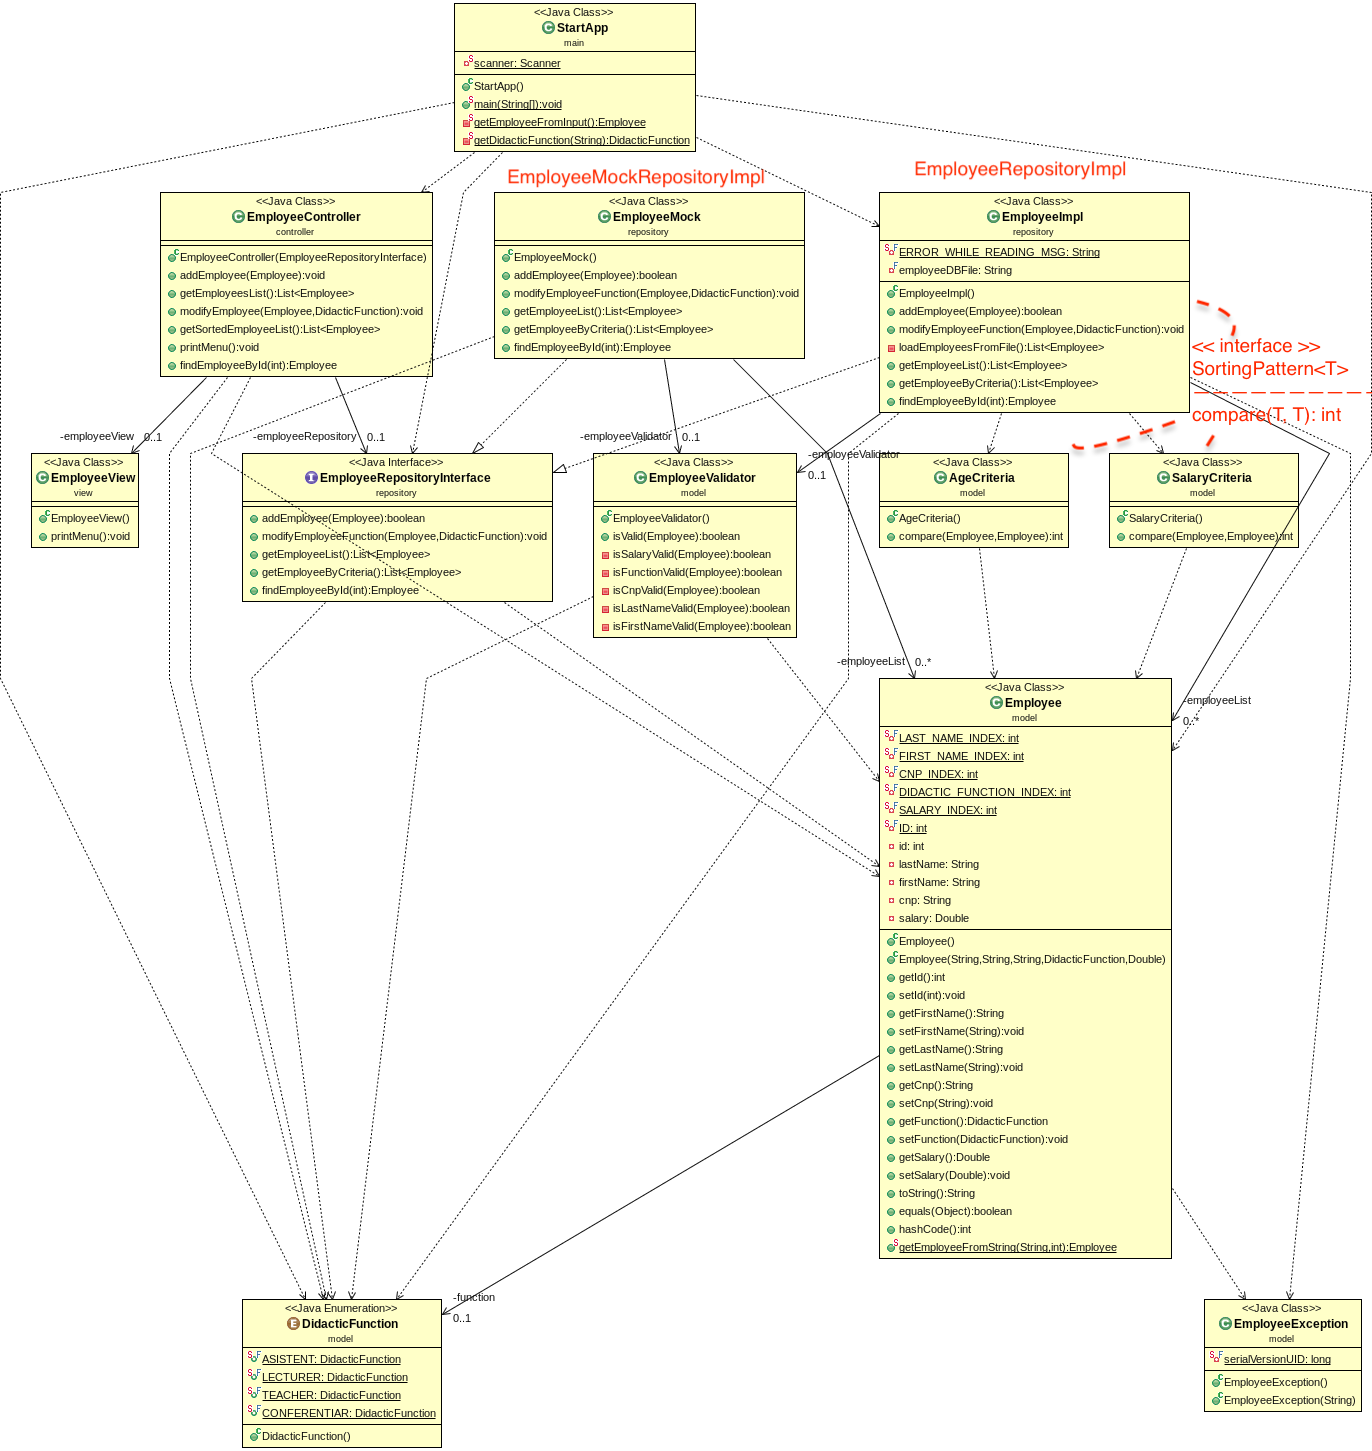 <<Java Class>>
StartApp
main
scanner: Scanner
StartApp()
main(String[]):void
getEmployeeFromInput():Employee
getDidacticFunction(String):DidacticFunction
EmployeeMockRepositoryImpl
EmployeeRepositoryImpl
<<Java Class>>
EmployeeController
controller
EmployeeController(EmployeeRepositoryInterface)
addEmployee(Employee):void
getEmployeesList():List<Employee>
modifyEmployee(Employee,DidacticFunction):void
getSortedEmployeeList():List<Employee>
printMenu():void
findEmployeeById(int):Employee
<<Java Class>>
EmployeeMock
repository
EmployeeMock()
addEmployee(Employee):boolean
modifyEmployeeFunction(Employee,DidacticFunction):void
getEmployeeList():List<Employee>
getEmployeeByCriteria():List<Employee>
findEmployeeById(int):Employee
<<Java Class>>
EmployeeImpl
repository
ERROR_WHILE_READING_MSG: String
employeeDBFile: String
EmployeeImpl()
addEmployee(Employee):boolean
modifyEmployeeFunction(Employee,DidacticFunction):void
loadEmployeesFromFile():List<Employee>
getEmployeeList():List<Employee>
getEmployeeByCriteria():List<Employee>
findEmployeeById(int):Employee
<< interface >>
SortingPattern<T>
compare(T, T): int
-employeeView 0..1
-employeeRepository 0..1
-employeeValidator 0..1
-employeeValidator
0..1
<<Java Class>>
EmployeeView
view
EmployeeView()
printMenu():void
<<Java Interface>>
EmployeeRepositoryInterface
repository
addEmployee(Employee):boolean
modifyEmployeeFunction(Employee,DidacticFunction):void
getEmployeeList():List<Employee>
getEmployeeByCriteria():List<Employee>
findEmployeeById(int):Employee
<<Java Class>>
EmployeeValidator
model
EmployeeValidator()
isValid(Employee):boolean
isSalaryValid(Employee):boolean
isFunctionValid(Employee):boolean
isCnpValid(Employee):boolean
isLastNameValid(Employee):boolean
isFirstNameValid(Employee):boolean
<<Java Class>>
AgeCriteria
model
AgeCriteria()
compare(Employee,Employee):int
<<Java Class>>
SalaryCriteria
model
SalaryCriteria()
compare(Employee,Employee):int
-employeeList 0..*
-employeeList
0..*
<<Java Class>>
Employee
model
LAST_NAME_INDEX: int
FIRST_NAME_INDEX: int
CNP_INDEX: int
DIDACTIC_FUNCTION_INDEX: int
SALARY_INDEX: int
ID: int
id: int
lastName: String
firstName: String
cnp: String
salary: Double
Employee()
Employee(String,String,String,DidacticFunction,Double)
getId():int
setId(int):void
getFirstName():String
setFirstName(String):void
getLastName():String
setLastName(String):void
getCnp():String
setCnp(String):void
getFunction():DidacticFunction
setFunction(DidacticFunction):void
getSalary():Double
setSalary(Double):void
toString():String
equals(Object):boolean
hashCode():int
getEmployeeFromString(String,int):Employee
-function
0..1
<<Java Enumeration>>
DidacticFunction
model
ASISTENT: DidacticFunction
LECTURER: DidacticFunction
TEACHER: DidacticFunction
CONFERENTIAR: DidacticFunction
DidacticFunction()
<<Java Class>>
EmployeeException
model
serialVersionUID: long
EmployeeException()
EmployeeException(String)